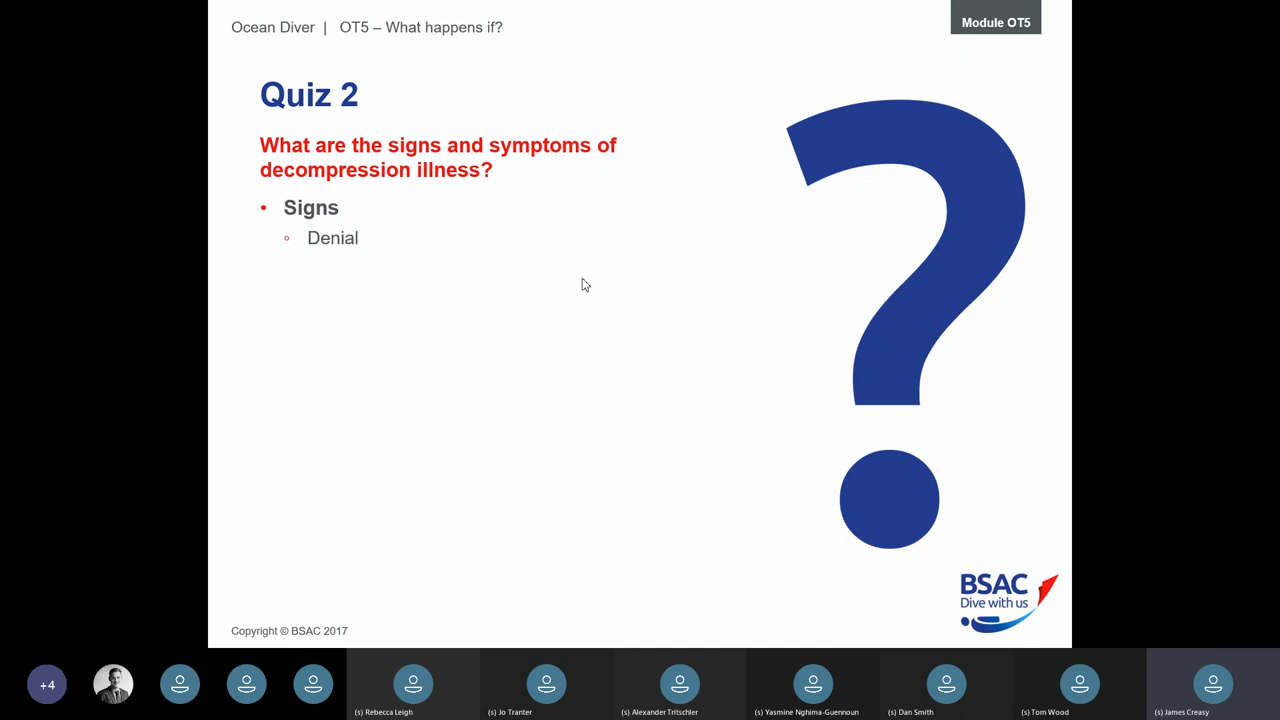 Ocean Diver | OT5 – What happens if?
Module OT5
Quiz 2
What are the signs and symptoms of
decompression illness?
• Signs
◦ Denial
?
BSAC
Dive with us
Copyright © BSAC 2017
+4
(s) Rebecca Leigh
(s) Jo Tranter
(s) Alexander Tritschler
(s) Yasmine Nghima-Guennoun
(s) Dan Smith
(s) Tom Wood
(s) James Creasy